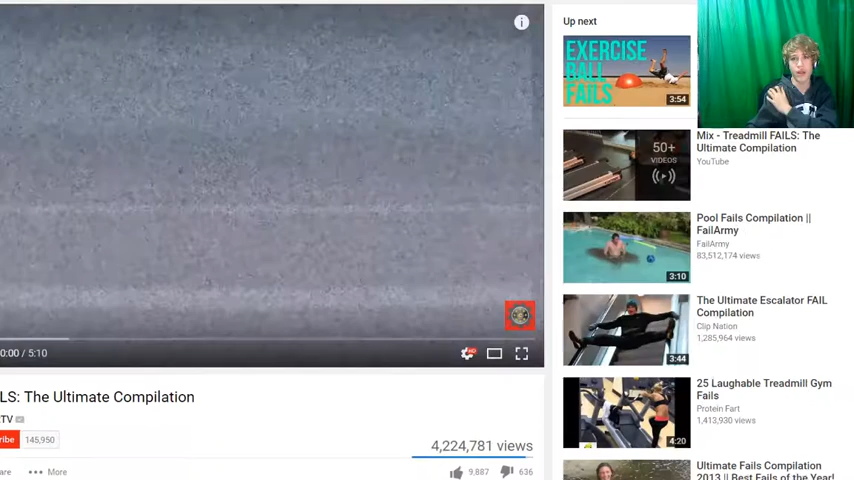 Up next
EXERCISE
BALL
FAILS
3:54
50+
VIDEOS
Mix - Treadmill FAILS: The
Ultimate Compilation
YouTube
3:10
Pool Fails Compilation ||
FailArmy
FailArmy
83,512,174 views
3:44
The Ultimate Escalator FAIL
Compilation
Clip Nation
1,285,964 views
4:20
25 Laughable Treadmill Gym
Fails
Protein Fart
1,413,930 views
Ultimate Fails Compilation
2013 || Best Fails of the Year!
0:00 / 5:10
HD
LS: The Ultimate Compilation
TV
ribe 145,950
4,224,781 views
are ••• More
9,887 636